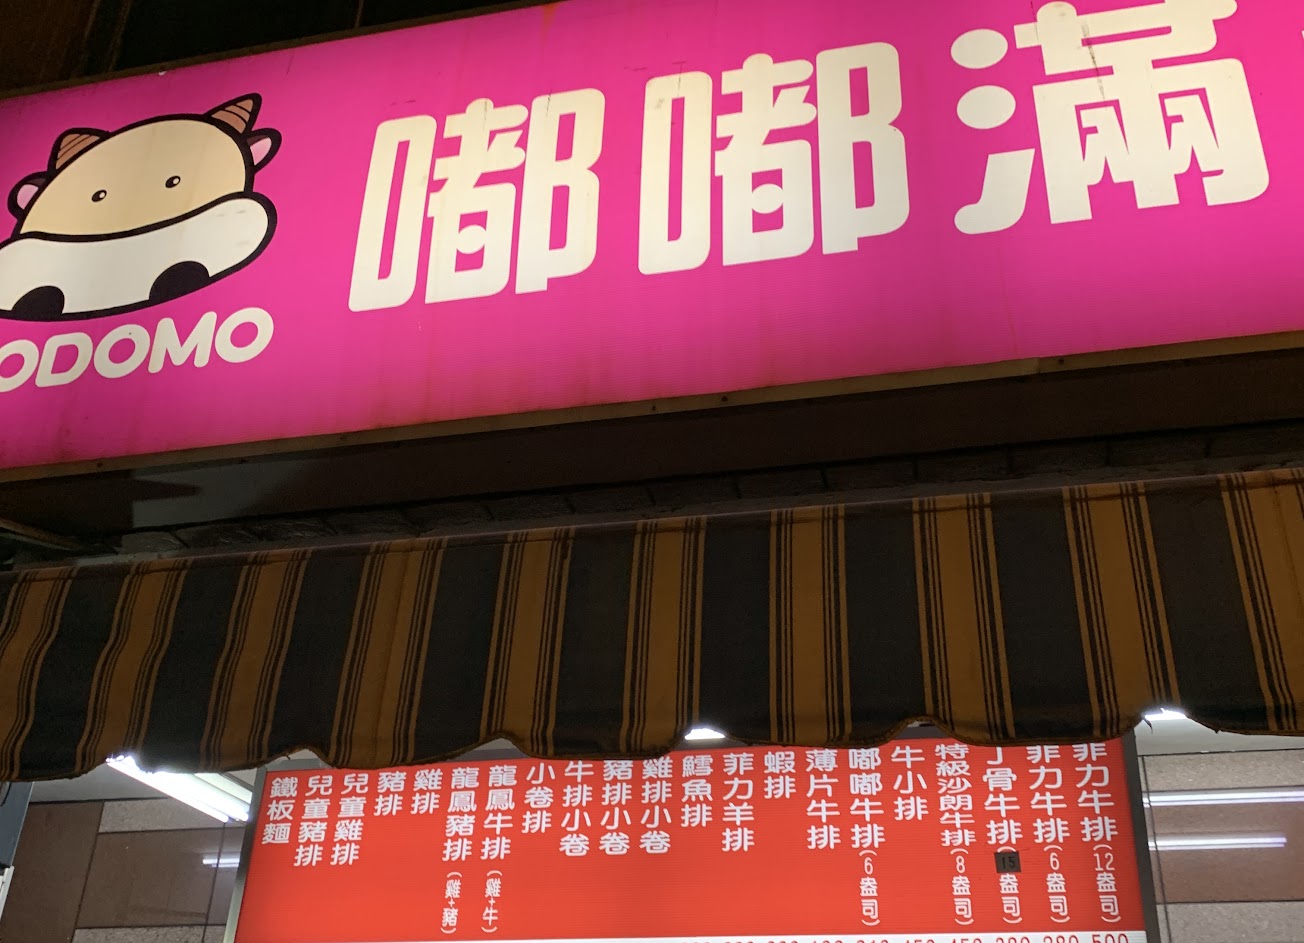 嘟嘟滿
ODOMO
菲力牛排(12盎司)
菲力牛排(6盎司)
丁骨牛排(15盎司)
特級沙朗牛排(8盎司)
牛小排
嘟嘟牛排(6盎司)
薄片牛排
蝦排
菲力羊排
鱈魚排
雞排小卷
豬排小卷
牛排小卷
小卷排
龍鳳牛排(雞+牛)
龍鳳豬排(雞+豬)
雞排
豬排
兒童雞排
兒童豬排
鐵板麵